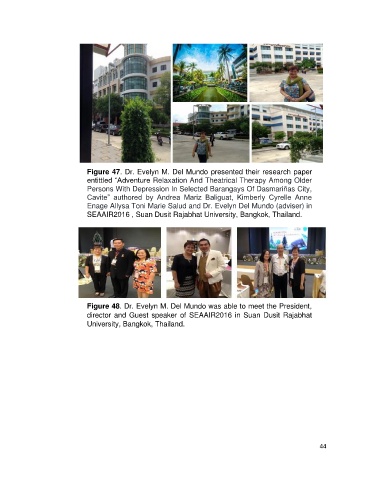 Figure 47. Dr. Evelyn M. Del Mundo presented their research paper
entittled “Adventure Relaxation And Theatrical Therapy Among Older
Persons With Depression In Selected Barangays Of Dasmariñas City,
Cavite” authored by Andrea Mariz Baliguat, Kimberly Cyrelle Anne
Enage Allysa Toni Marie Salud and Dr. Evelyn Del Mundo (adviser) in
SEAAIR2016 , Suan Dusit Rajabhat University, Bangkok, Thailand.
Figure 48. Dr. Evelyn M. Del Mundo was able to meet the President,
director and Guest speaker of SEAAIR2016 in Suan Dusit Rajabhat
University, Bangkok, Thailand.
44